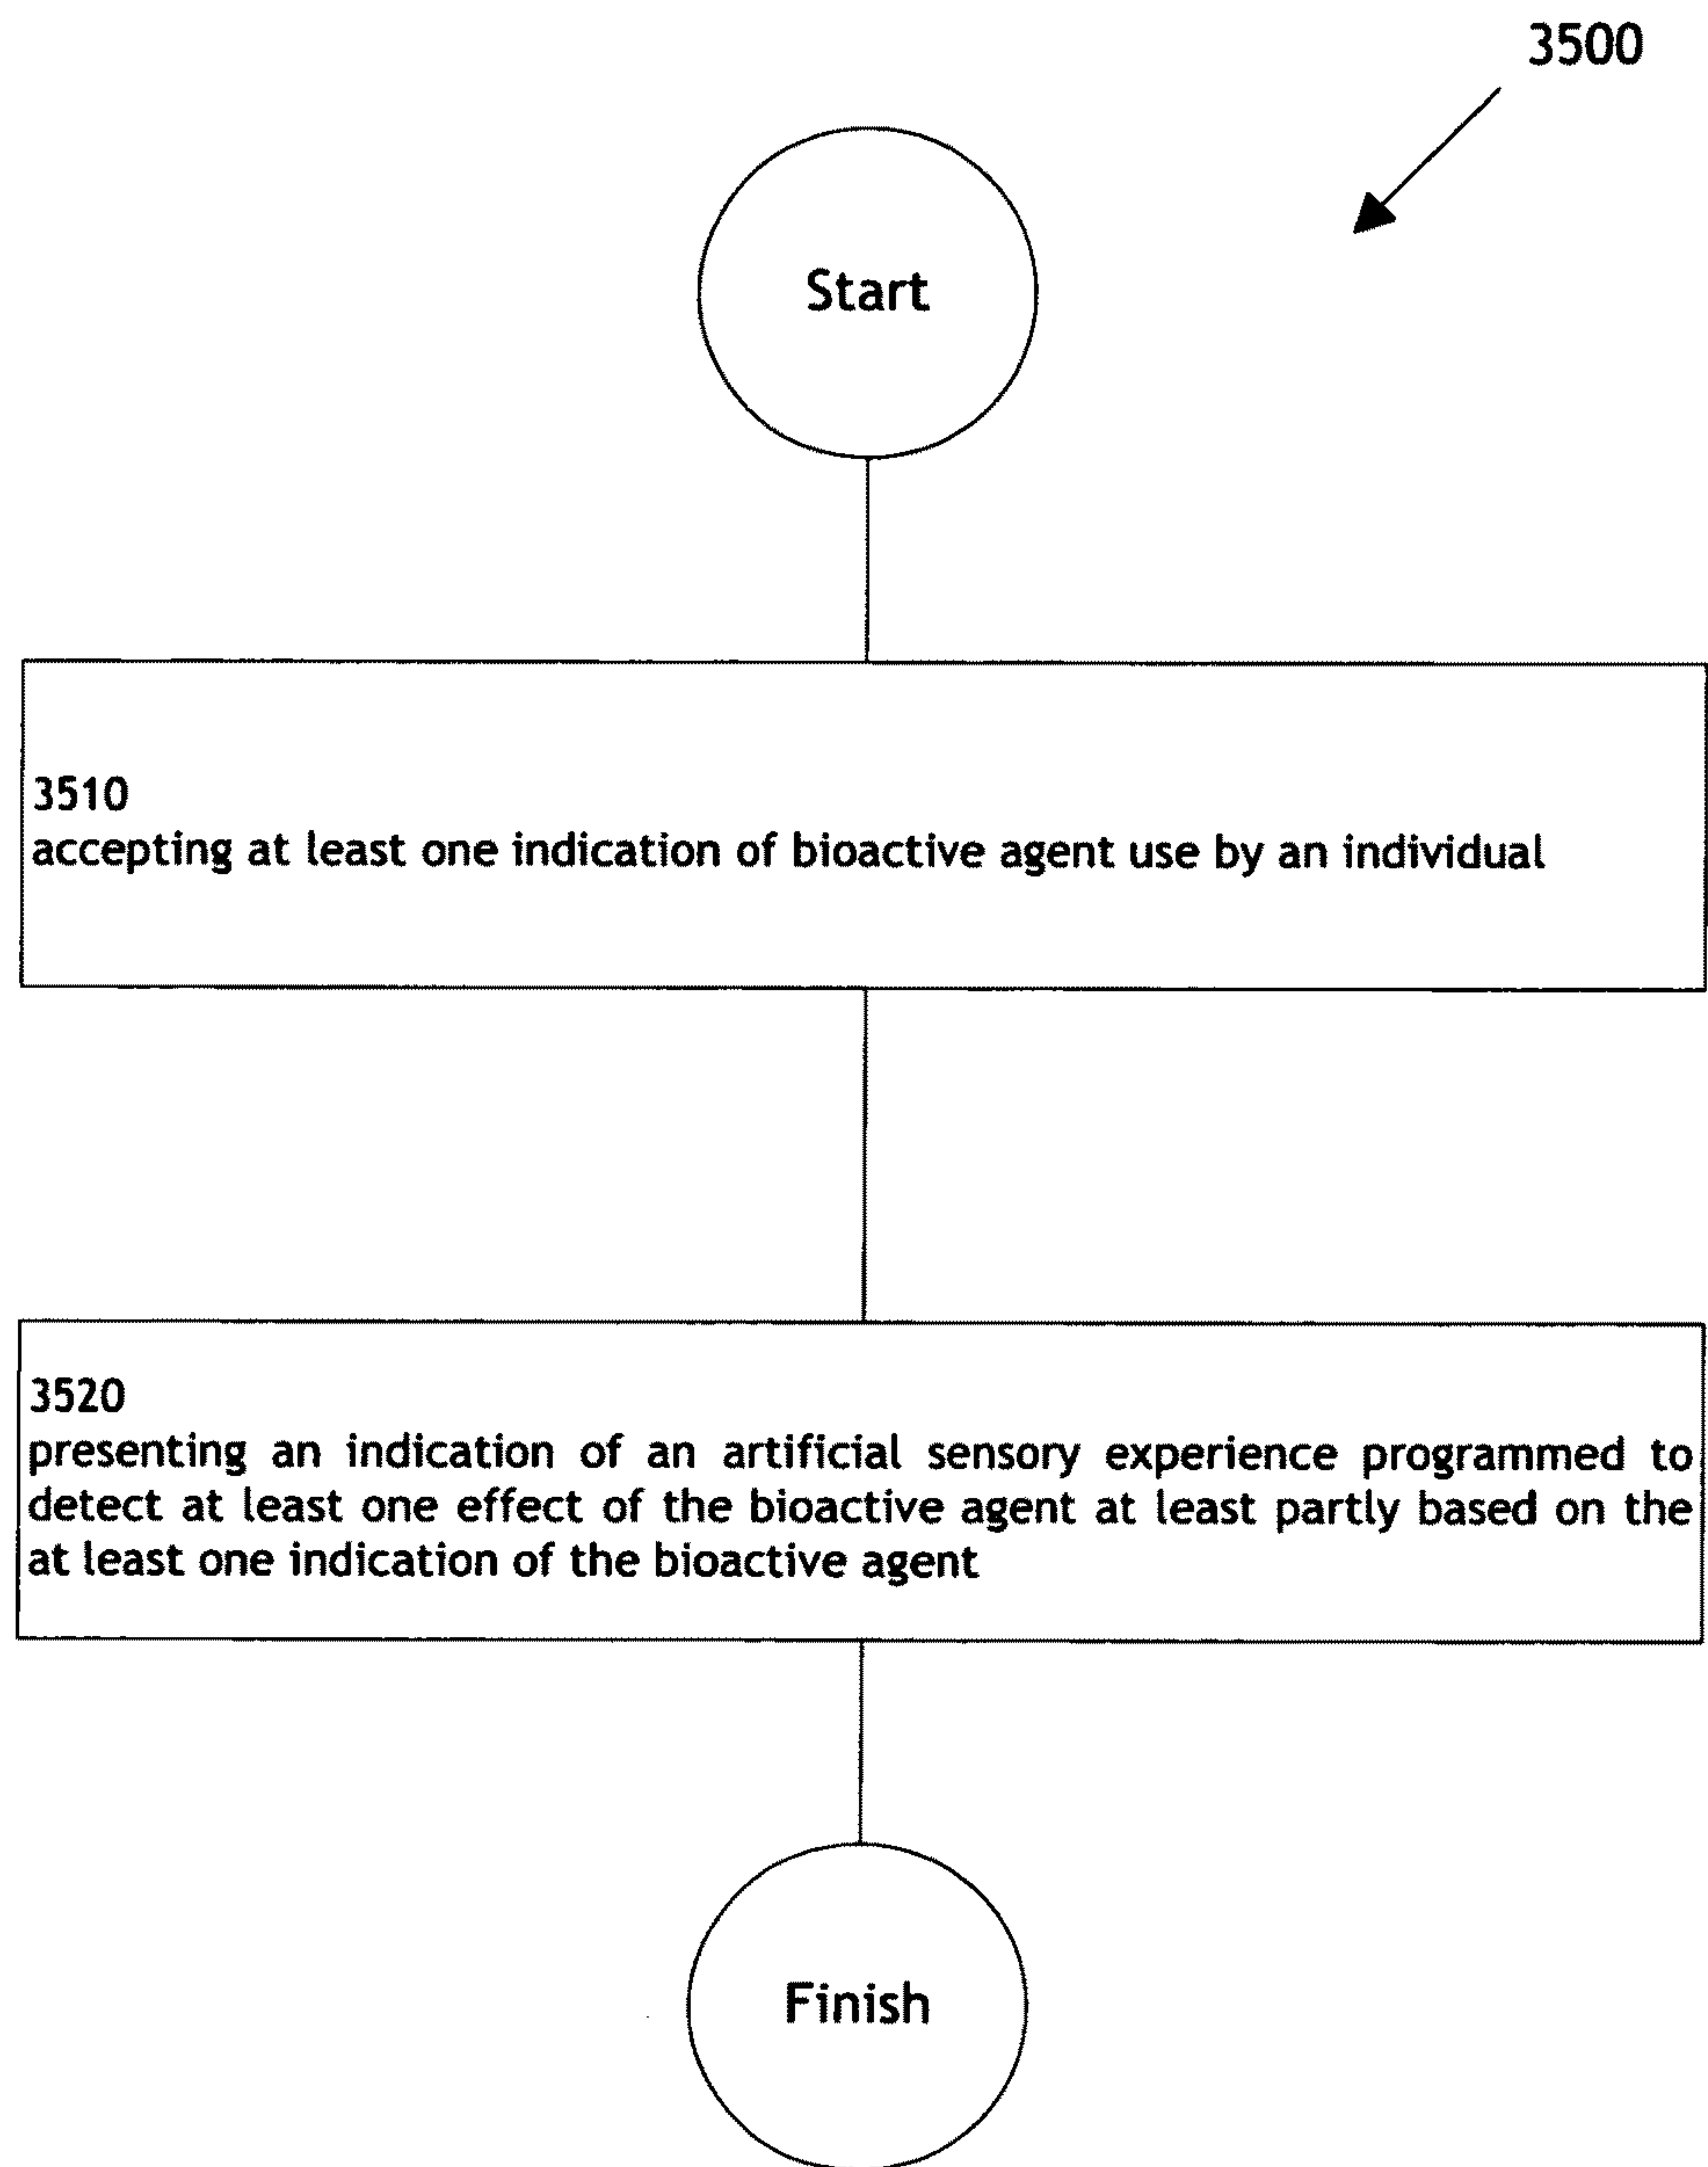 3500
Start
3510
accepting at least one indication of bioactive agent use by an individual
3520
presenting an indication of an artificial sensory experience programmed to
detect at least one effect of the bioactive agent at least partly based on the
at least one indication of the bioactive agent
Finish